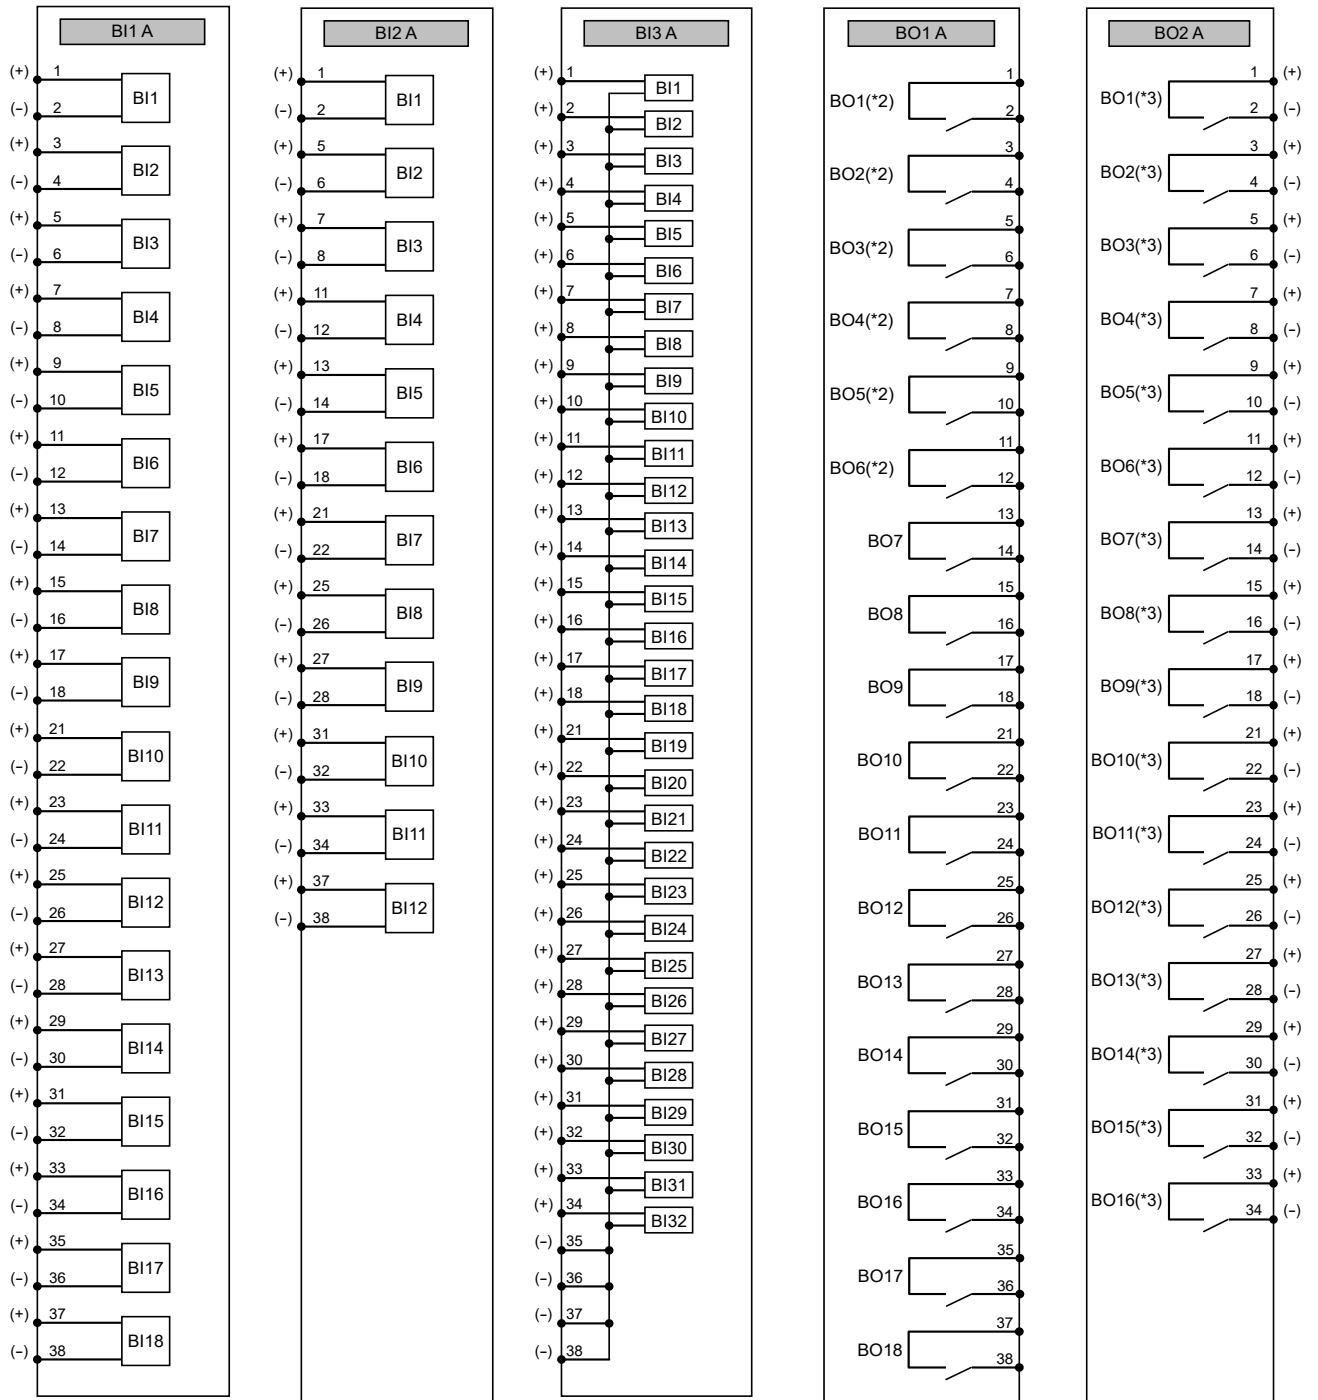 BI1 A
(+) 1
BI1
(−) 2
(+) 3
BI2
(−) 4
(+) 5
BI3
(−) 6
(+) 7
BI4
(−) 8
(+) 9
BI5
(−) 10
(+) 11
BI6
(−) 12
(+) 13
BI7
(−) 14
(+) 15
BI8
(−) 16
(+) 17
BI9
(−) 18
(+) 21
BI10
(−) 22
(+) 23
BI11
(−) 24
(+) 25
BI12
(−) 26
(+) 27
BI13
(−) 28
(+) 29
BI14
(−) 30
(+) 31
BI15
(−) 32
(+) 33
BI16
(−) 34
(+) 35
BI17
(−) 36
(+) 37
BI18
(−) 38
BI2 A
(+) 1
BI1
(−) 2
(+) 5
BI2
(−) 6
(+) 7
BI3
(−) 8
(+) 11
BI4
(−) 12
(+) 13
BI5
(−) 14
(+) 17
BI6
(−) 18
(+) 21
BI7
(−) 22
(+) 25
BI8
(−) 26
(+) 27
BI9
(−) 28
(+) 31
BI10
(−) 32
(+) 33
BI11
(−) 34
(+) 37
BI12
(−) 38
BI3 A
(+) 1 BI1
(+) 2 BI2
(+) 3 BI3
(+) 4 BI4
(+) 5 BI5
(+) 6 BI6
(+) 7 BI7
(+) 8 BI8
(+) 9 BI9
(+) 10 BI10
(+) 11 BI11
(+) 12 BI12
(+) 13 BI13
(+) 14 BI14
(+) 15 BI15
(+) 16 BI16
(+) 17 BI17
(+) 18 BI18
(+) 21 BI19
(+) 22 BI20
(+) 23 BI21
(+) 24 BI22
(+) 25 BI23
(+) 26 BI24
(+) 27 BI25
(+) 28 BI26
(+) 29 BI27
(+) 30 BI28
(+) 31 BI29
(+) 32 BI30
(+) 33 BI31
(+) 34 BI32
(−) 35
(−) 36
(−) 37
(−) 38
BO1 A
1
BO1(*2)
2
3
BO2(*2)
4
5
BO3(*2)
6
7
BO4(*2)
8
9
BO5(*2)
10
11
BO6(*2)
12
13
BO7
14
15
BO8
16
17
BO9
18
21
BO10
22
23
BO11
24
25
BO12
26
27
BO13
28
29
BO14
30
31
BO15
32
33
BO16
34
35
BO17
36
37
BO18
38
BO2 A
1 (+)
BO1(*3)
2 (−)
3 (+)
BO2(*3)
4 (−)
5 (+)
BO3(*3)
6 (−)
7 (+)
BO4(*3)
8 (−)
9 (+)
BO5(*3)
10 (−)
11 (+)
BO6(*3)
12 (−)
13 (+)
BO7(*3)
14 (−)
15 (+)
BO8(*3)
16 (−)
17 (+)
BO9(*3)
18 (−)
21 (+)
BO10(*3)
22 (−)
23 (+)
BO11(*3)
24 (−)
25 (+)
BO12(*3)
26 (−)
27 (+)
BO13(*3)
28 (−)
29 (+)
BO14(*3)
30 (−)
31 (+)
BO15(*3)
32 (−)
33 (+)
BO16(*3)
34 (−)